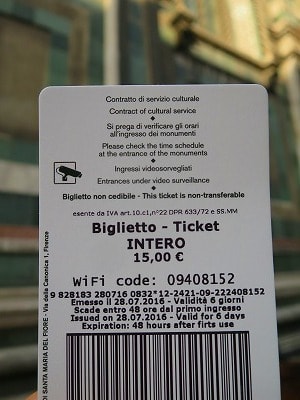 Contratto di servizio culturale
Contract of cultural service
Si prega di verificare gli orari
all'ingresso dei monumenti
Please check the time schedule
at the entrance of the monuments
Ingressi videosorvegliati
Entrances under video surveillance
Biglietto non cedibile - This ticket is non-transferable
esente da IVA art.10.c1,n°22 DPR 633/72 e SS.MM
Biglietto - Ticket
INTERO
15,00 €
WiFi code: 09408152
9 828183 280716 0832*12-2421-09-222408152
Emesso il 28.07.2016 - Validità 6 giorni
Scade entro 48 ore dal primo ingresso
Issued on 28.07.2016 - Valid for 6 days
Expiration: 48 hours after firts use
DI SANTA MARIA DEL FIORE - Via della Canonica 1, Firenze